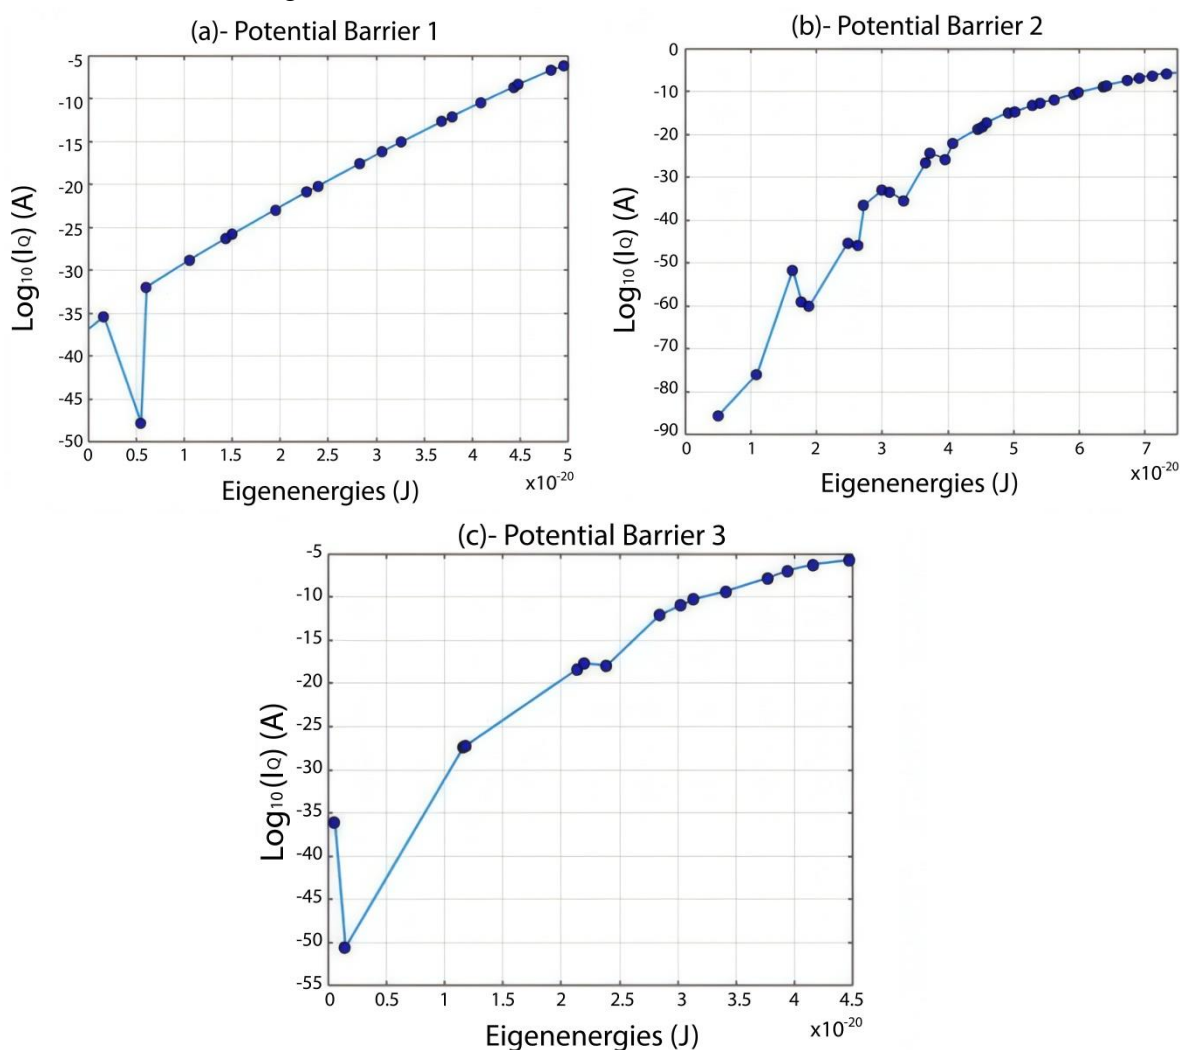 (a)- Potential Barrier 1
-5
-10
-15
-20
-25
-30
-35
-40
-45
-50
Log10(IQ) (A)
0 0.5 1 1.5 2 2.5 3 3.5 4 4.5 5
x10-20
Eigenenergies (J)
(b)- Potential Barrier 2
0
-10
-20
-30
-40
-50
-60
-70
-80
-90
Log10(IQ) (A)
0 1 2 3 4 5 6 7
x10-20
Eigenenergies (J)
(c)- Potential Barrier 3
-5
-10
-15
-20
-25
-30
-35
-40
-45
-50
-55
Log10(IQ) (A)
0 0.5 1 1.5 2 2.5 3 3.5 4 4.5
x10-20
Eigenenergies (J)